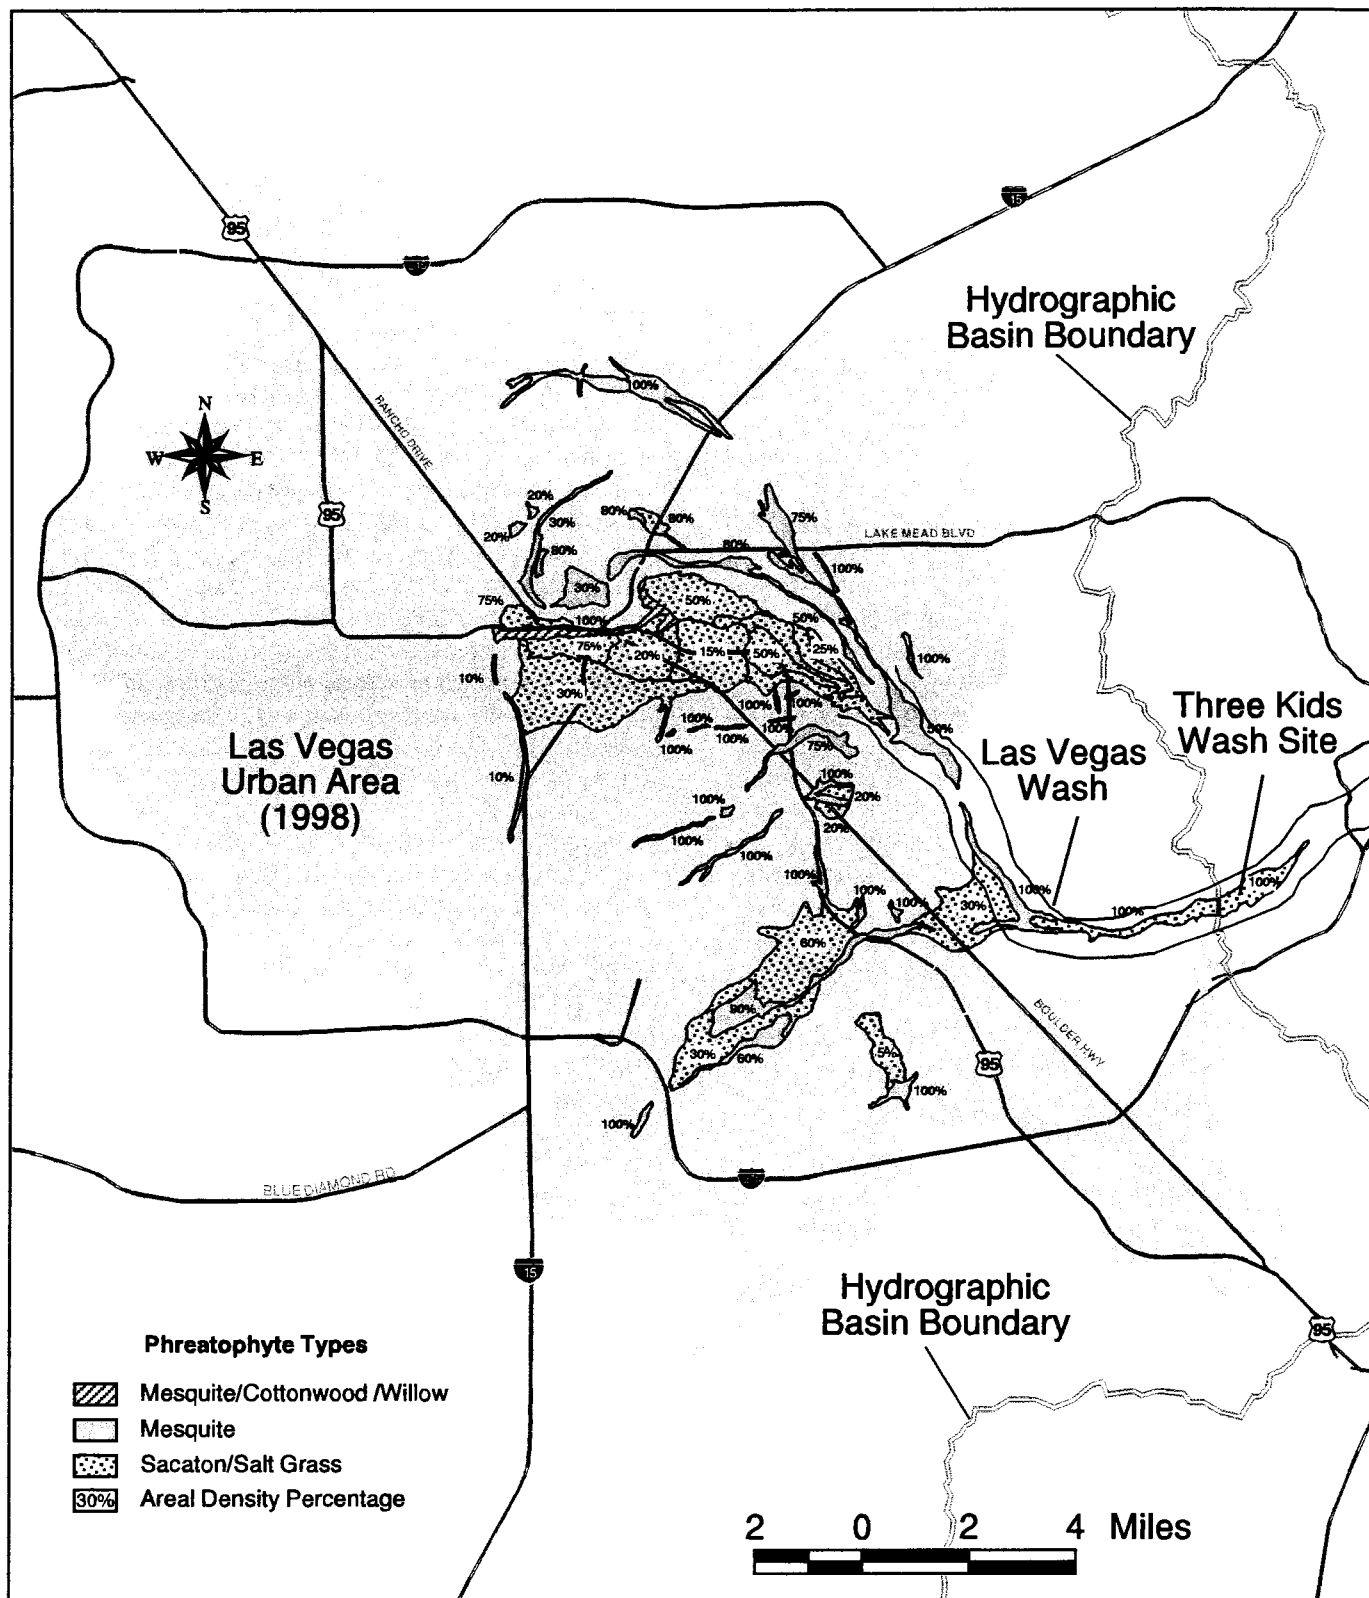 95
15
Hydrographic
Basin Boundary
RANCHO DRIVE
N
W
E
S
95
100%
20%
20%
30%
80%
80%
80%
75%
LAKE MEAD BLVD
80%
100%
30%
75%
100%
50%
50%
75%
20%
15%
50%
25%
100%
10%
30%
100%
100%
100%
100%
100%
100%
75%
50%
Las Vegas
Urban Area
(1998)
10%
Three Kids
Wash Site
Las Vegas
Wash
100%
20%
20%
100%
100%
100%
100%
100%
100%
30%
100%
100%
100%
60%
90%
30%
60%
5%
100%
100%
95
BOULDER HWY
BLUE DIAMOND RD
15
Hydrographic
Basin Boundary
95
Phreatophyte Types
Mesquite/Cottonwood /Willow
Mesquite
Sacaton/Salt Grass
30% Areal Density Percentage
2 0 2 4 Miles